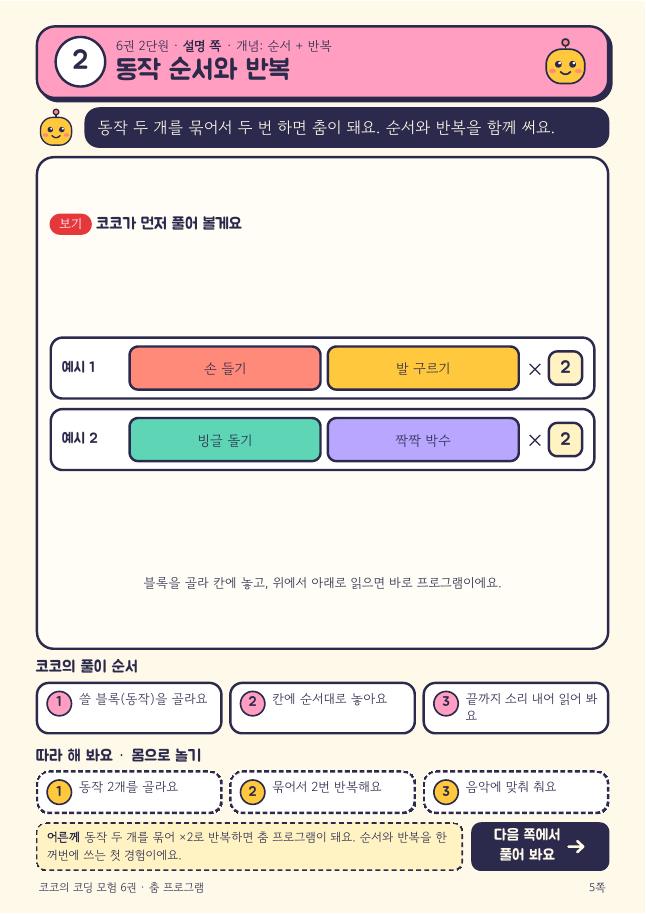 2
6권 2단원 · 설명 쪽 · 개념: 순서 + 반복
동작 순서와 반복
동작 두 개를 묶어서 두 번 하면 춤이 돼요. 순서와 반복을 함께 써요.
보기 코코가 먼저 풀어 볼게요
예시 1 손 들기 발 구르기 × 2
예시 2 빙글 돌기 짝짝 박수 × 2
블록을 골라 칸에 놓고, 위에서 아래로 읽으면 바로 프로그램이에요.
코코의 풀이 순서
1 쓸 블록(동작)을 골라요
2 칸에 순서대로 놓아요
3 끝까지 소리 내어 읽어 봐
요
따라 해 봐요 · 몸으로 놀기
1 동작 2개를 골라요
2 묶어서 2번 반복해요
3 음악에 맞춰 춰요
어른께 동작 두 개를 묶어 ×2로 반복하면 춤 프로그램이 돼요. 순서와 반복을 한
꺼번에 쓰는 첫 경험이에요.
다음 쪽에서
풀어 봐요 →
코코의 코딩 모험 6권 · 춤 프로그램
5쪽